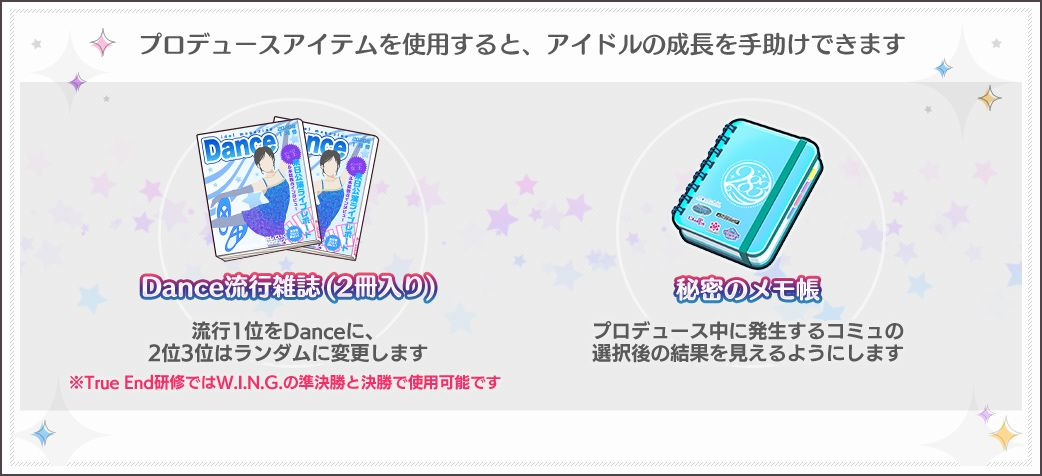 プロデュースアイテムを使用すると、アイドルの成長を手助けできます
idol magazine
Dance
Dance
Dance流行雑誌(2冊入り)
流行1位をDanceに、
2位3位はランダムに変更します
※True End研修ではW.I.N.G.の準決勝と決勝で使用可能です
283
秘密のメモ帳
プロデュース中に発生するコミュの
選択後の結果を見えるようにします